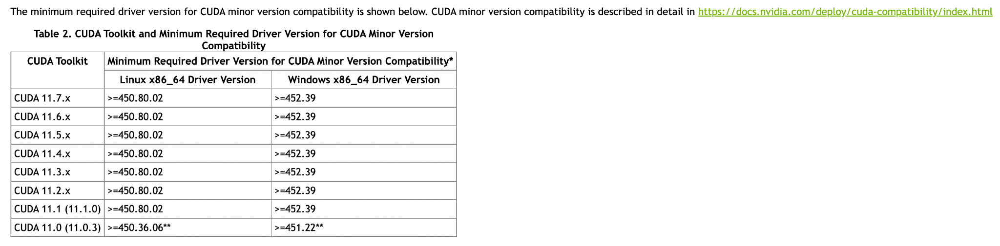 The minimum required driver version for CUDA minor version compatibility is shown below. CUDA minor version compatibility is described in detail in https://docs.nvidia.com/deploy/cuda-compatibility/index.html
Table 2. CUDA Toolkit and Minimum Required Driver Version for CUDA Minor Version
Compatibility
CUDA Toolkit Minimum Required Driver Version for CUDA Minor Version Compatibility*
Linux x86_64 Driver Version Windows x86_64 Driver Version
CUDA 11.7.x >=450.80.02 >=452.39
CUDA 11.6.x >=450.80.02 >=452.39
CUDA 11.5.x >=450.80.02 >=452.39
CUDA 11.4.x >=450.80.02 >=452.39
CUDA 11.3.x >=450.80.02 >=452.39
CUDA 11.2.x >=450.80.02 >=452.39
CUDA 11.1 (11.1.0) >=450.80.02 >=452.39
CUDA 11.0 (11.0.3) >=450.36.06** >=451.22**